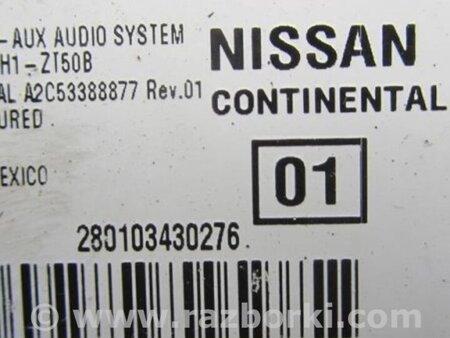 - AUX AUDIO SYSTEM
NISSAN
H1-ZT50B
AL A2C53388877 Rev.01
CONTINENTAL
URED
EXICO
01
280103430276
© www.razborki.com